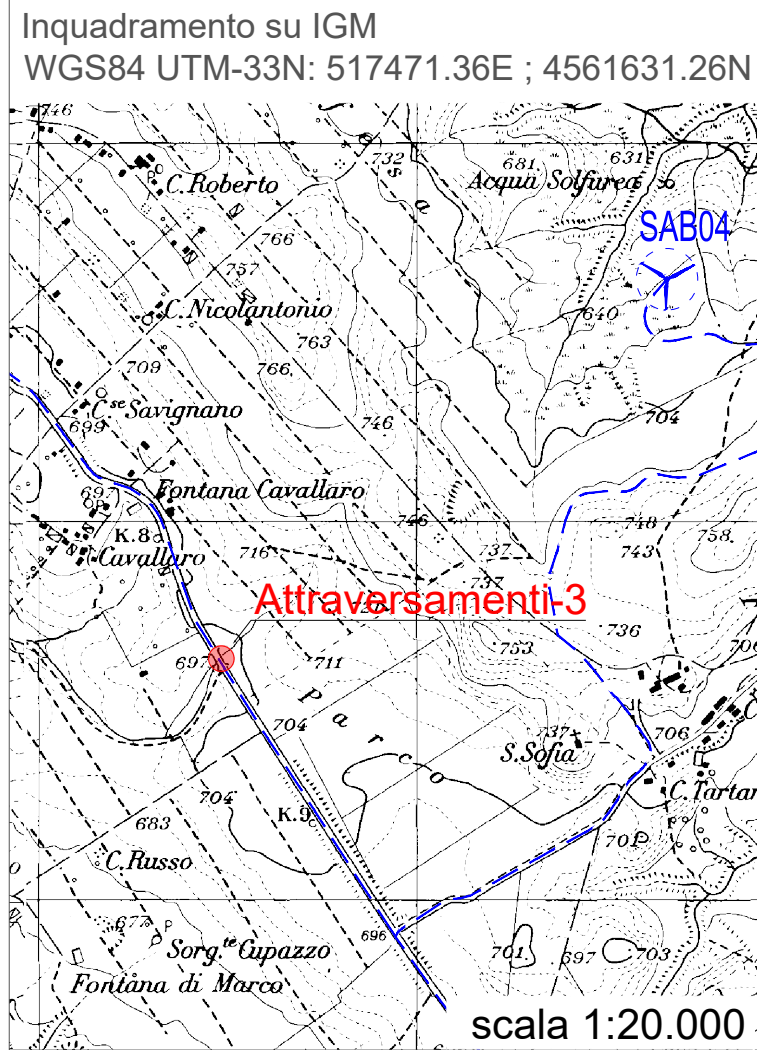 Inquadramento su IGM
WGS84 UTM-33N: 517471.36E ; 4561631.26N
746
732
681
631
C. Roberto
Acqua Solfurea
s
a
SAB04
766
757
C. Nicolantonio
640
763
709
766
C.se Savignano
746
704
699
697
Fontana Cavallaro
K.8
746
748
758
Cavallaro
716
737
743
737
Attraversamenti-3
736
753
697
711
706
Parco
704
737
706
S. Sofia
704
C. Tartar
K.9
683
701
C. Russo
677
696
Sorg.te Cupazzo
701
697
703
Fontana di Marco
scala 1:20.000